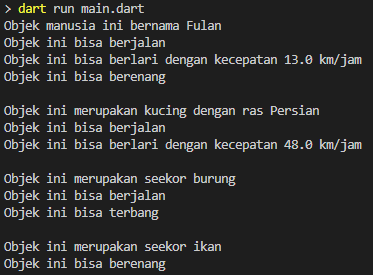 > dart run main.dart
Objek manusia ini bernama Fulan
Objek ini bisa berjalan
Objek ini bisa berlari dengan kecepatan 13.0 km/jam
Objek ini bisa berenang
Objek ini merupakan kucing dengan ras Persian
Objek ini bisa berjalan
Objek ini bisa berlari dengan kecepatan 48.0 km/jam
Objek ini merupakan seekor burung
Objek ini bisa berjalan
Objek ini bisa terbang
Objek ini merupakan seekor ikan
Objek ini bisa berenang